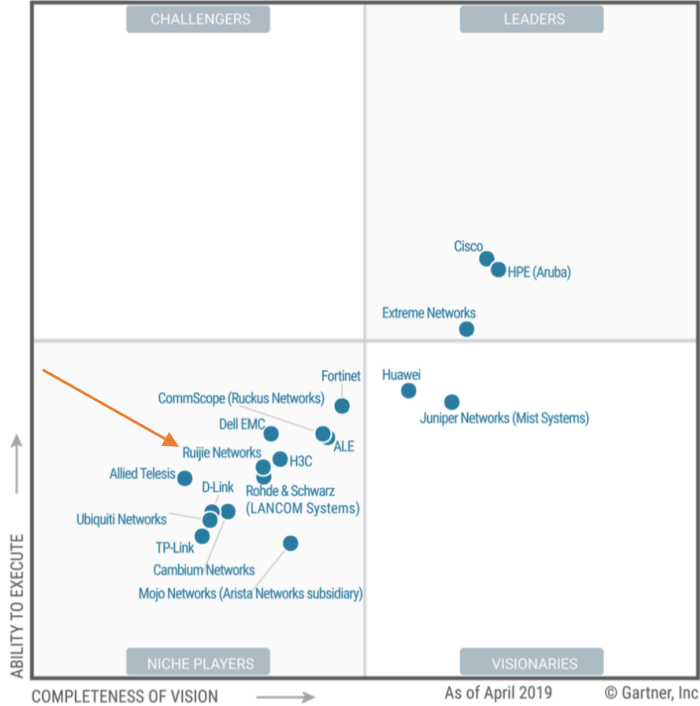 CHALLENGERS
LEADERS
Cisco
HPE (Aruba)
Extreme Networks
Fortinet
Huawei
CommScope (Ruckus Networks)
Juniper Networks (Mist Systems)
Dell EMC
ALE
Ruijie Networks
H3C
Allied Telesis
D-Link
Rohde & Schwarz
(LANCOM Systems)
Ubiquiti Networks
TP-Link
Cambium Networks
Mojo Networks (Arista Networks subsidiary)
ABILITY TO EXECUTE
NICHE PLAYERS
VISIONARIES
COMPLETENESS OF VISION
As of April 2019
© Gartner, Inc